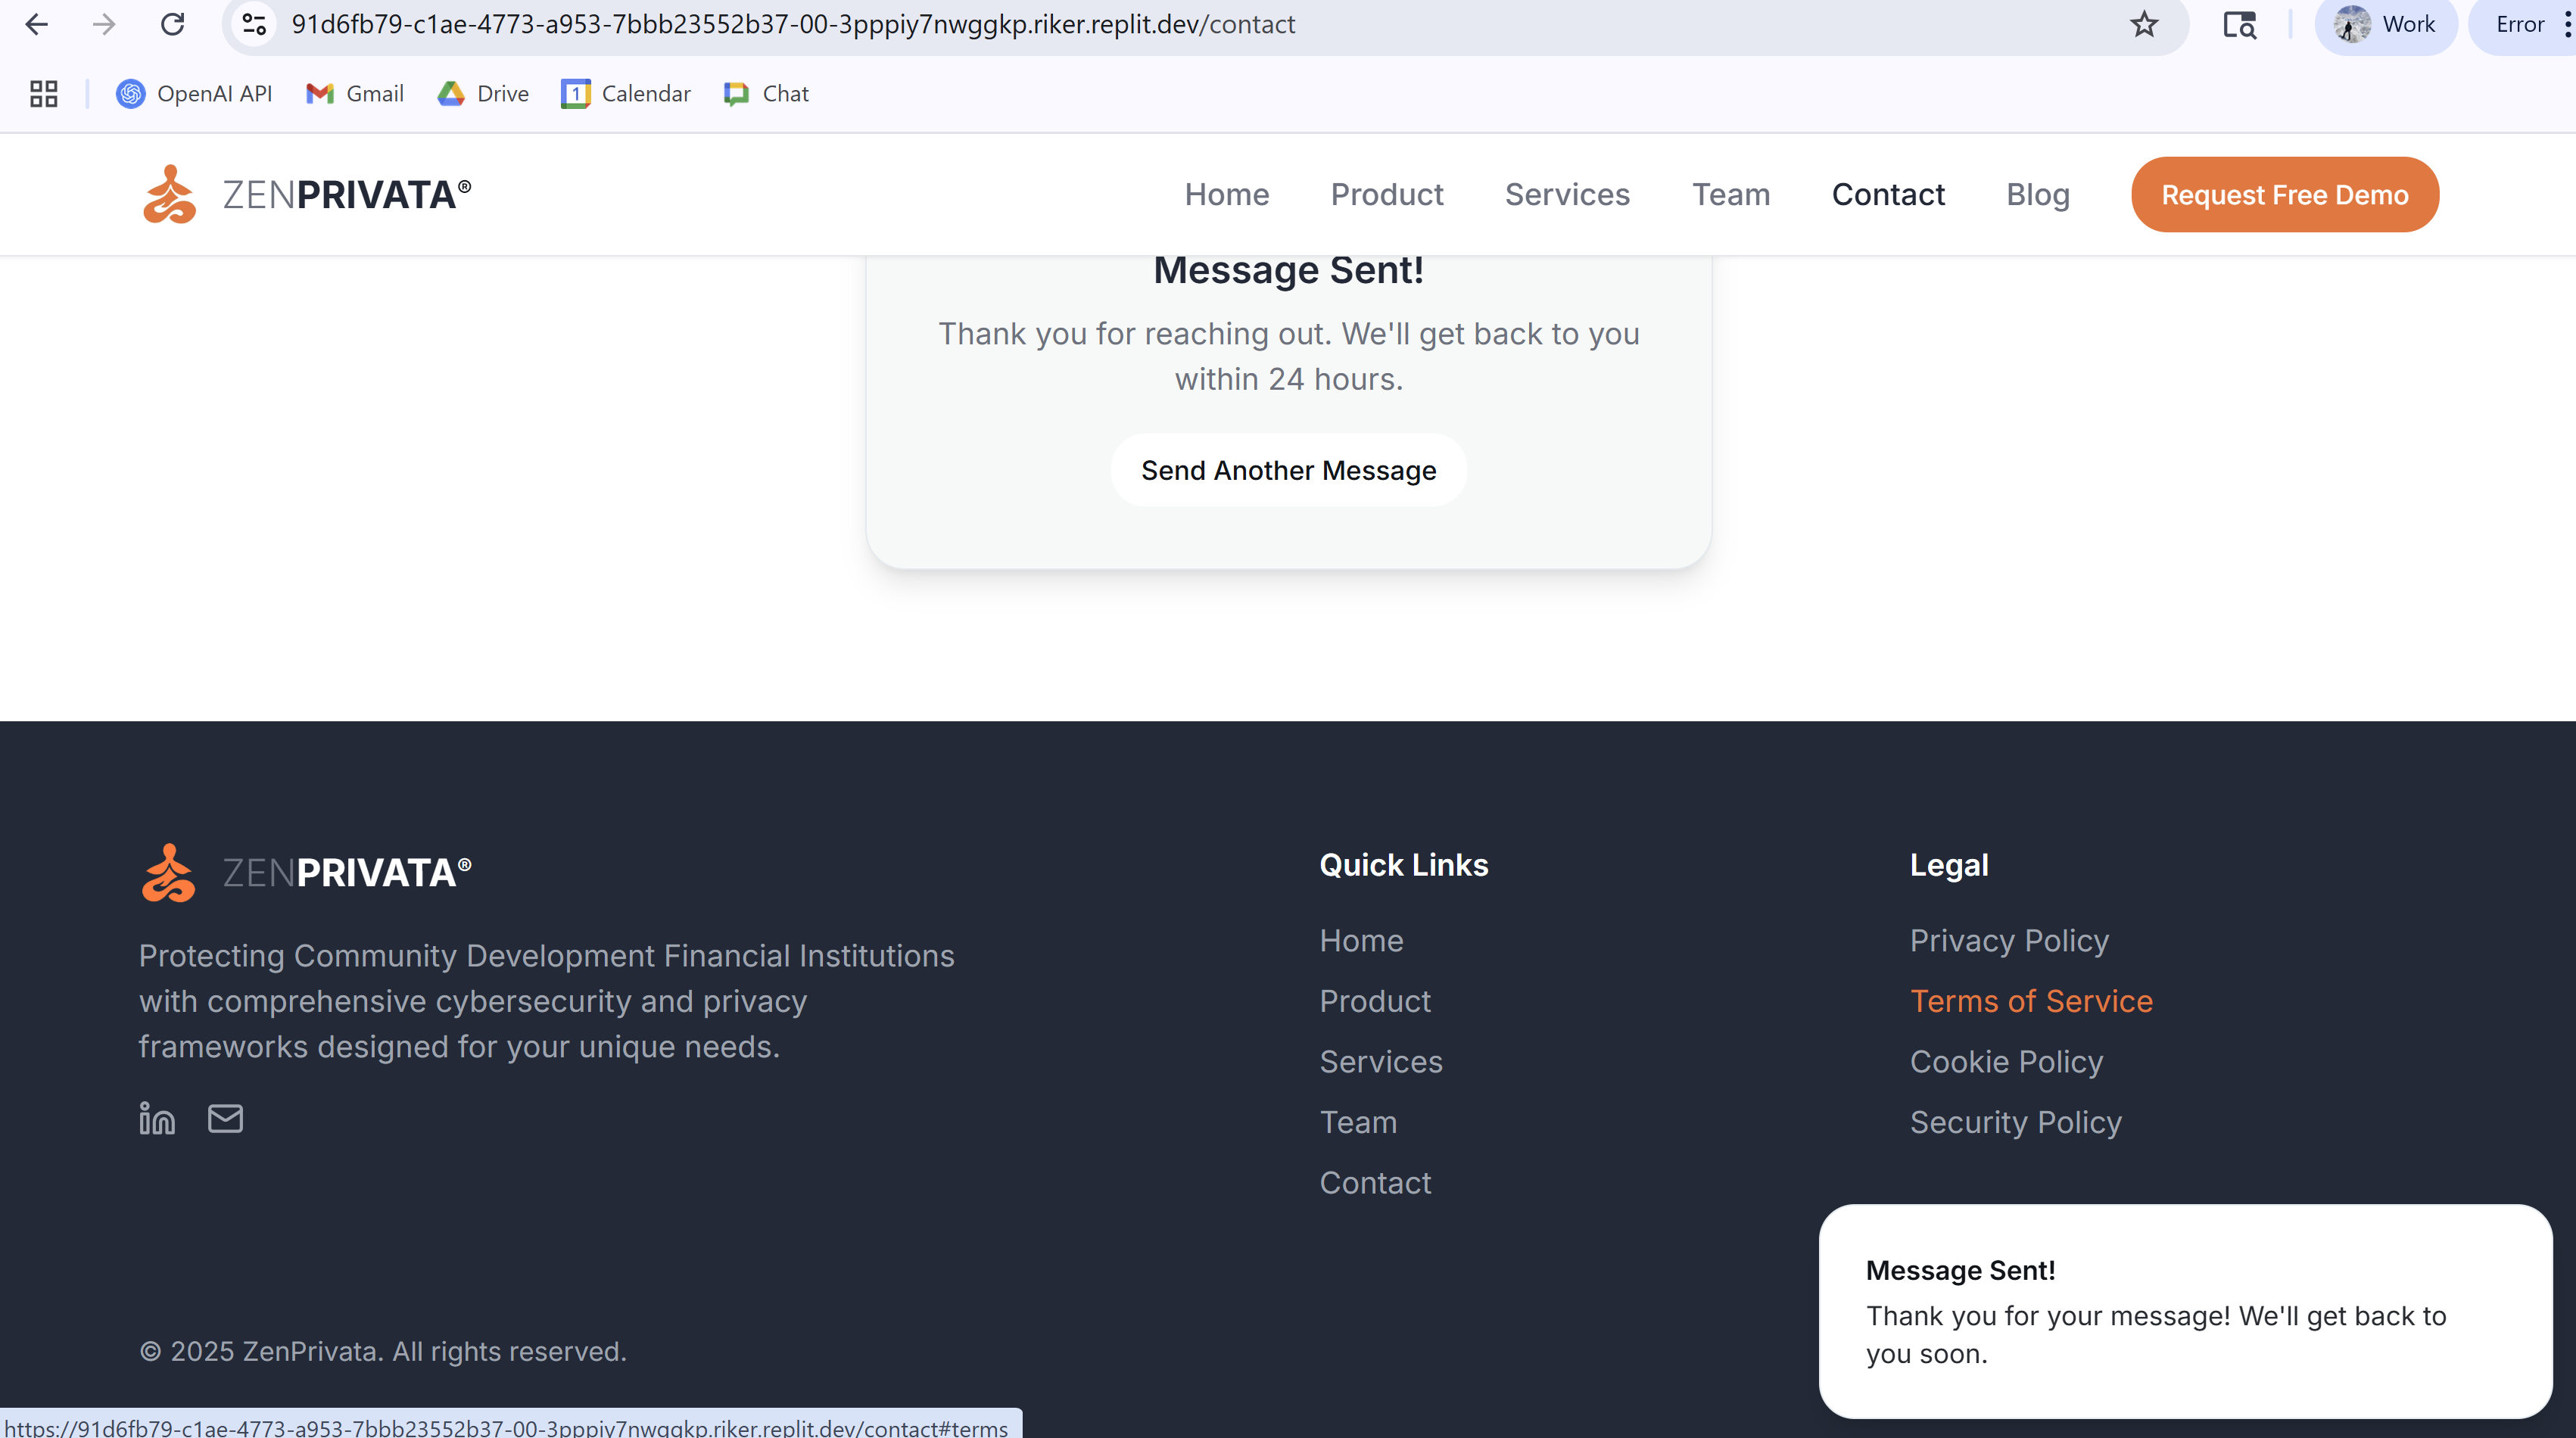 91d6fb79-c1ae-4773-a953-7bbb23552b37-00-3pppiy7nwggkp.riker.replit.dev/contact
Work
Error
OpenAI API
Gmail
Drive
1
Calendar
Chat
ZENPRIVATA®
Home
Product
Services
Team
Contact
Blog
Request Free Demo
Message Sent!
Thank you for reaching out. We'll get back to you
within 24 hours.
Send Another Message
ZENPRIVATA®
Protecting Community Development Financial Institutions
with comprehensive cybersecurity and privacy
frameworks designed for your unique needs.
in
Quick Links
Home
Product
Services
Team
Contact
Legal
Privacy Policy
Terms of Service
Cookie Policy
Security Policy
Message Sent!
Thank you for your message! We'll get back to
you soon.
© 2025 ZenPrivata. All rights reserved.
https://91d6fb79-c1ae-4773-a953-7bbb23552b37-00-3pppiy7nwggkp.riker.replit.dev/contact#terms